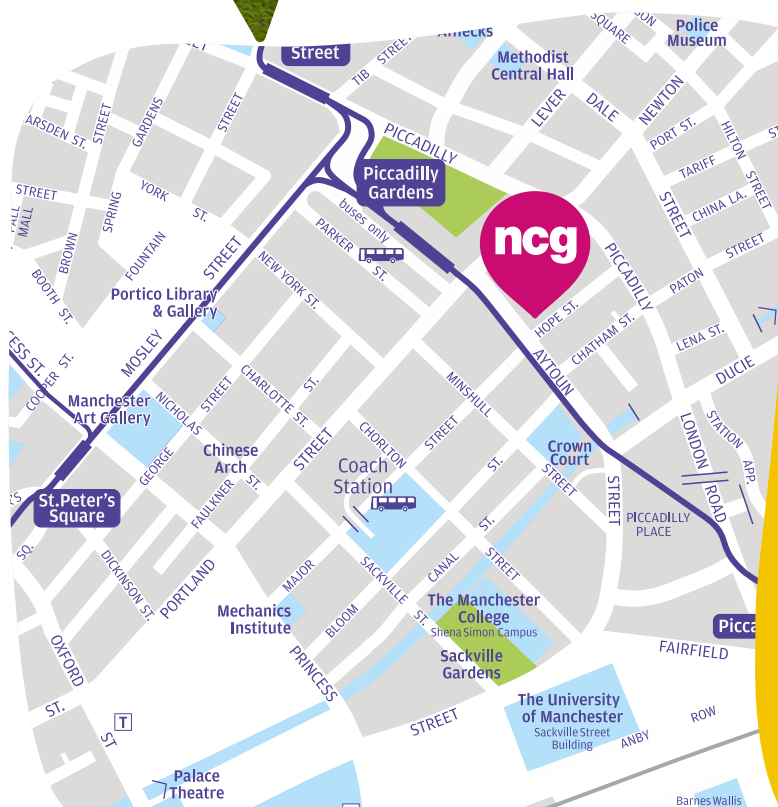 Street
TIB STREET
Methodist
Central Hall
SQUARE
Police
Museum
LEVER
DALE
NEWTON
STREET
PORT ST.
HILTON
STREET
TARIFF
CHINA LA.
STREET
PATON
LENA ST.
DUCIE
PICCADILLY
PICCADILLY
Piccadilly
Gardens
buses only
PARKER
ST.
ncg
HOPE ST.
CHATHAM ST.
AYTOUN
STREET
STREET
GARDENS
STREET
STREET
SPRING
YORK
ST.
FOUNTAIN
BROWN
MALL
BOOTH ST.
Portico Library
& Gallery
MOSLEY
STREET
NEW YORK ST.
COOPER ST.
Manchester
Art Gallery
NICHOLAS
STREET
GEORGE
CHARLOTTE ST.
ST.
STREET
PORTLAND
Chinese
Arch
FAULKNER
ST.
CHORLTON
STREET
MINSHULL
STREET
ST.
Coach
Station
Crown
Court
LONDON
ROAD
STATION
APP.
PICCADILLY
PLACE
St.Peter's
Square
SQ.
DICKINSON ST.
MAJOR
ST.
BLOOM
CANAL
SACKVILLE
ST.
Mechanics
Institute
PRINCESS
STREET
The Manchester
College
Shena Simon Campus
Sackville
Gardens
FAIRFIELD
OXFORD
ST.
ST
T
The University
of Manchester
Sackville Street
Building
ROW
Palace
Theatre
Barnes Wallis